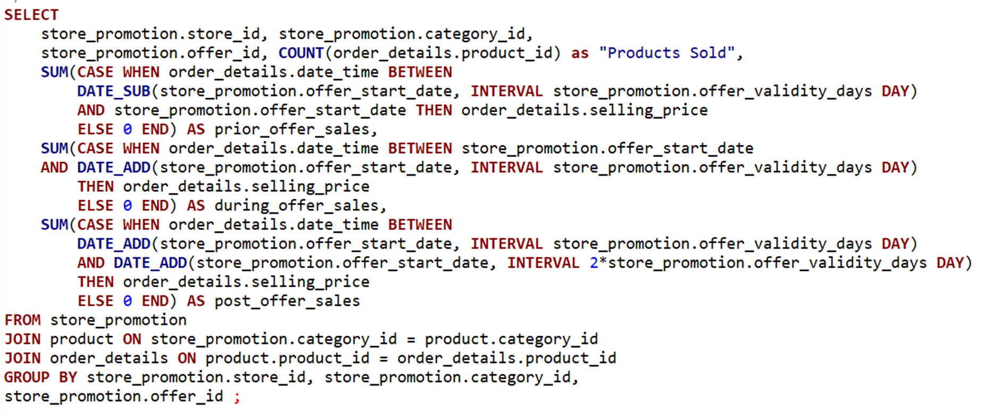 SELECT
    store_promotion.store_id, store_promotion.category_id,
    store_promotion.offer_id, COUNT(order_details.product_id) as "Products Sold",
    SUM(CASE WHEN order_details.date_time BETWEEN
        DATE_SUB(store_promotion.offer_start_date, INTERVAL store_promotion.offer_validity_days DAY)
        AND store_promotion.offer_start_date THEN order_details.selling_price
        ELSE 0 END) AS prior_offer_sales,
    SUM(CASE WHEN order_details.date_time BETWEEN store_promotion.offer_start_date
    AND DATE_ADD(store_promotion.offer_start_date, INTERVAL store_promotion.offer_validity_days DAY)
        THEN order_details.selling_price
        ELSE 0 END) AS during_offer_sales,
    SUM(CASE WHEN order_details.date_time BETWEEN
        DATE_ADD(store_promotion.offer_start_date, INTERVAL store_promotion.offer_validity_days DAY)
        AND DATE_ADD(store_promotion.offer_start_date, INTERVAL 2*store_promotion.offer_validity_days DAY)
        THEN order_details.selling_price
        ELSE 0 END) AS post_offer_sales
FROM store_promotion
JOIN product ON store_promotion.category_id = product.category_id
JOIN order_details ON product.product_id = order_details.product_id
GROUP BY store_promotion.store_id, store_promotion.category_id,
store_promotion.offer_id ;